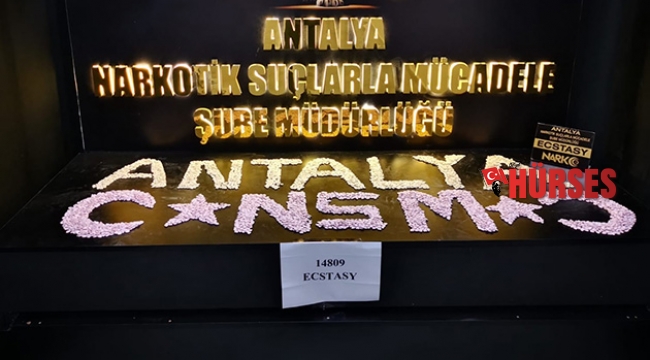 ANTALYA
NARKOTİK SUÇLARLA MÜCADELE
ŞUBE MÜDÜRLÜĞÜ
ANTALYA
ECSTASY
NARKO
ANTALYA
HÜRSES
NSM
14809
ECSTASY